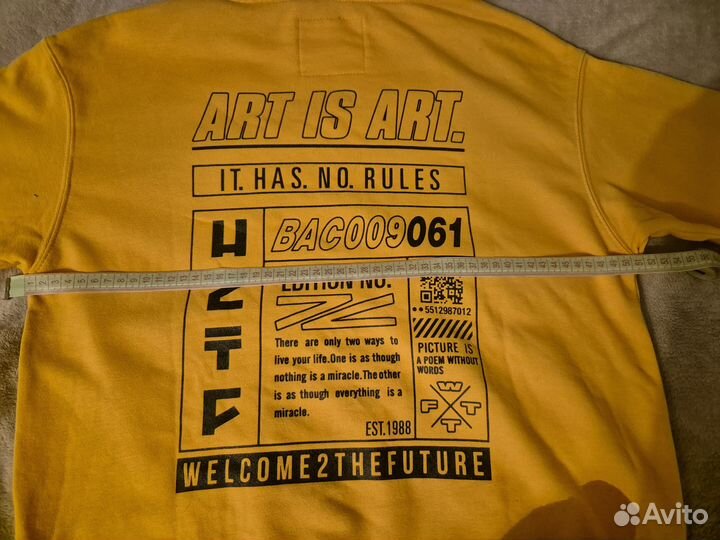 ART IS ART.
IT. HAS. NO. RULES
W2TF
BAC009061
EDITION NO.
5512987012
There are only two ways to
live your life.One is as though
nothing is a miracle.The other
is as though everything is a
miracle.
EST.1988
PICTURE IS
A POEM WITHOUT
WORDS
W
F T
T
WELCOME2THEFUTURE
Avito